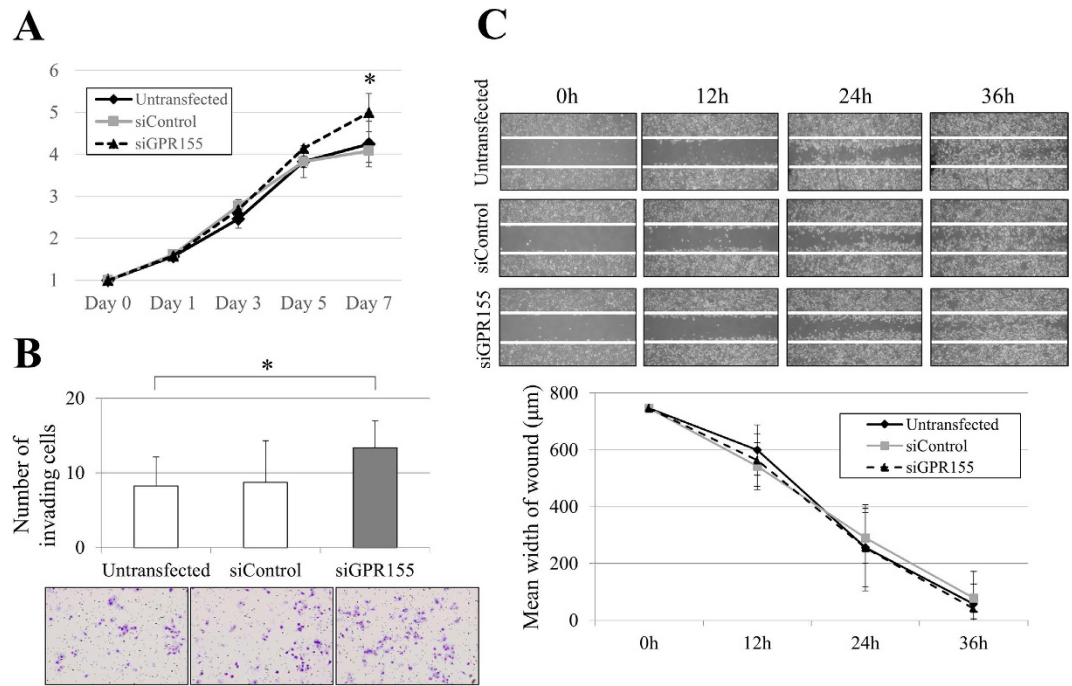 A
6
5
4
3
2
1
*
Untransfected
siControl
siGPR155
Day 0 Day 1 Day 3 Day 5 Day 7
B
*
20
10
0
Number of
invading cells
Untransfected siControl siGPR155
C
0h 12h 24h 36h
Untransfected
siControl
siGPR155
800
600
400
200
0
Mean width of wound (μm)
Untransfected
siControl
siGPR155
0h 12h 24h 36h